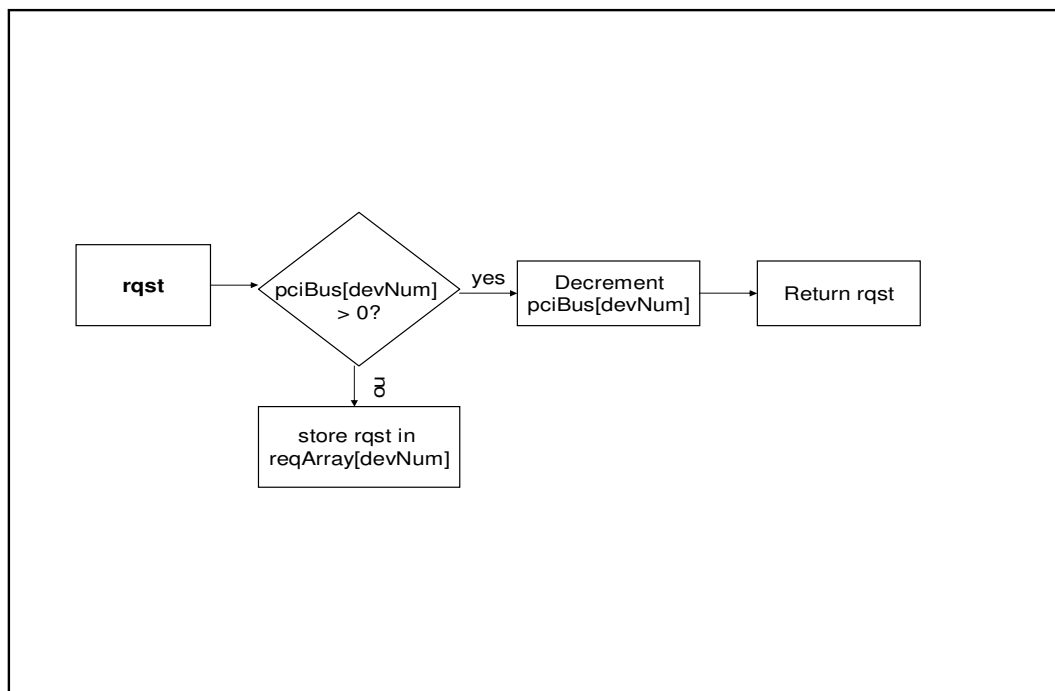 rqst
pciBus[devNum]
> 0?
yes
Decrement
pciBus[devNum]
Return rqst
no
store rqst in
reqArray[devNum]